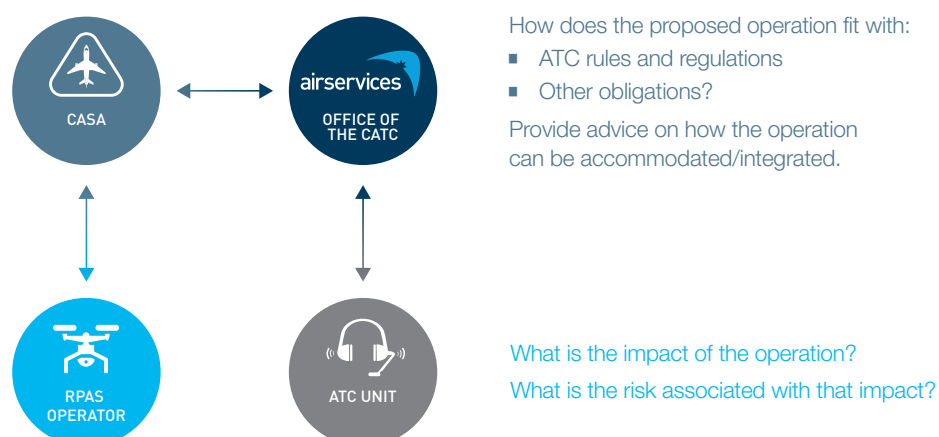 CASA
airservices
OFFICE OF
THE CATC
How does the proposed operation fit with:
■ ATC rules and regulations
■ Other obligations?
Provide advice on how the operation
can be accommodated/integrated.
RPAS
OPERATOR
ATC UNIT
What is the impact of the operation?
What is the risk associated with that impact?